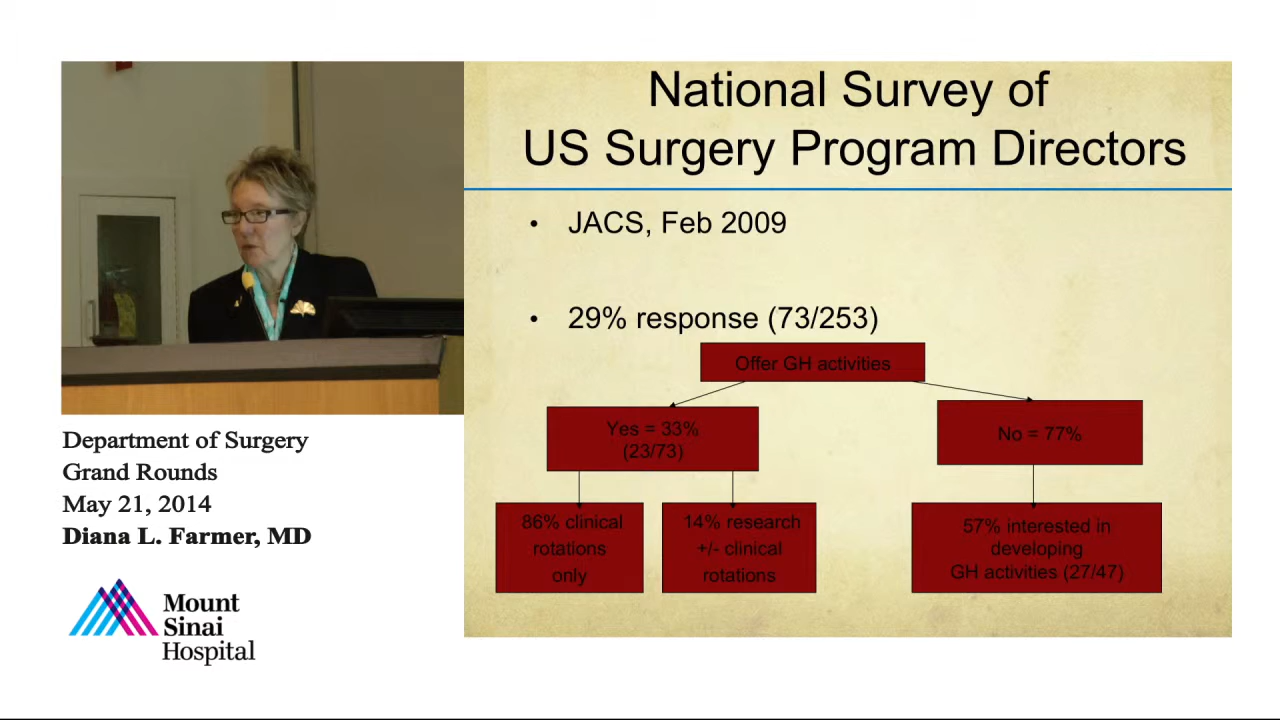 National Survey of
US Surgery Program Directors
• JACS, Feb 2009
• 29% response (73/253)
Offer GH activities
Yes = 33%
(23/73)
No = 77%
86% clinical
rotations
only
14% research
+/- clinical
rotations
57% interested in
developing
GH activities (27/47)
Department of Surgery
Grand Rounds
May 21, 2014
Diana L. Farmer, MD
Mount
Sinai
Hospital